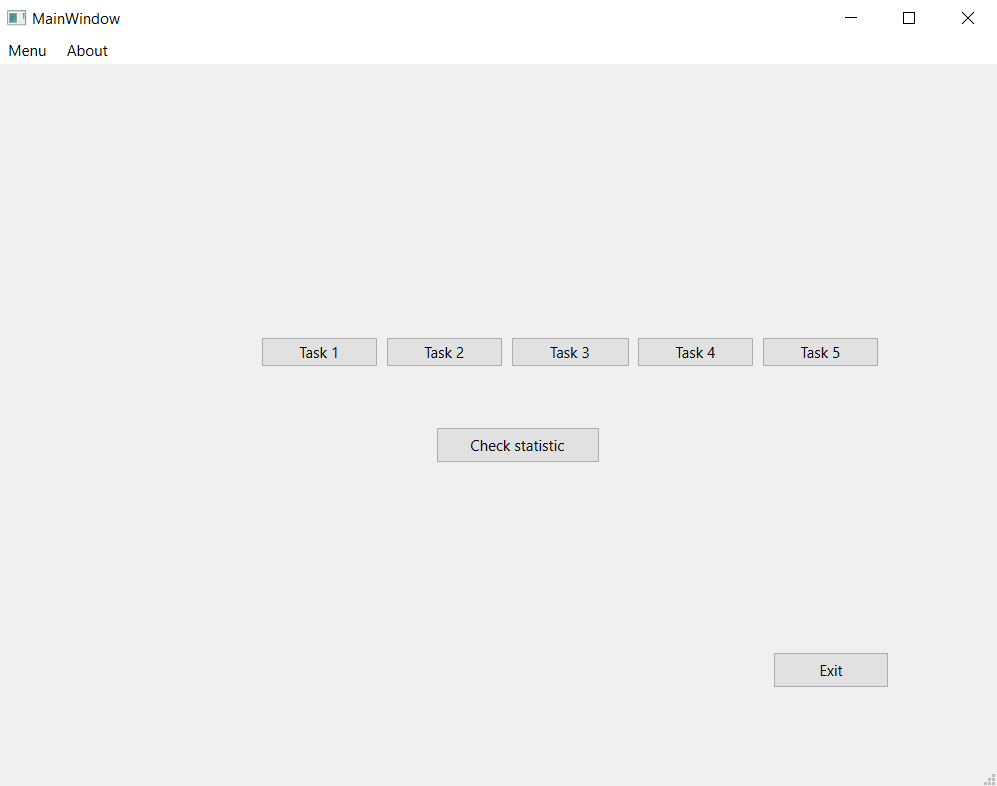 MainWindow
Menu About
Task 1 Task 2 Task 3 Task 4 Task 5
Check statistic
Exit